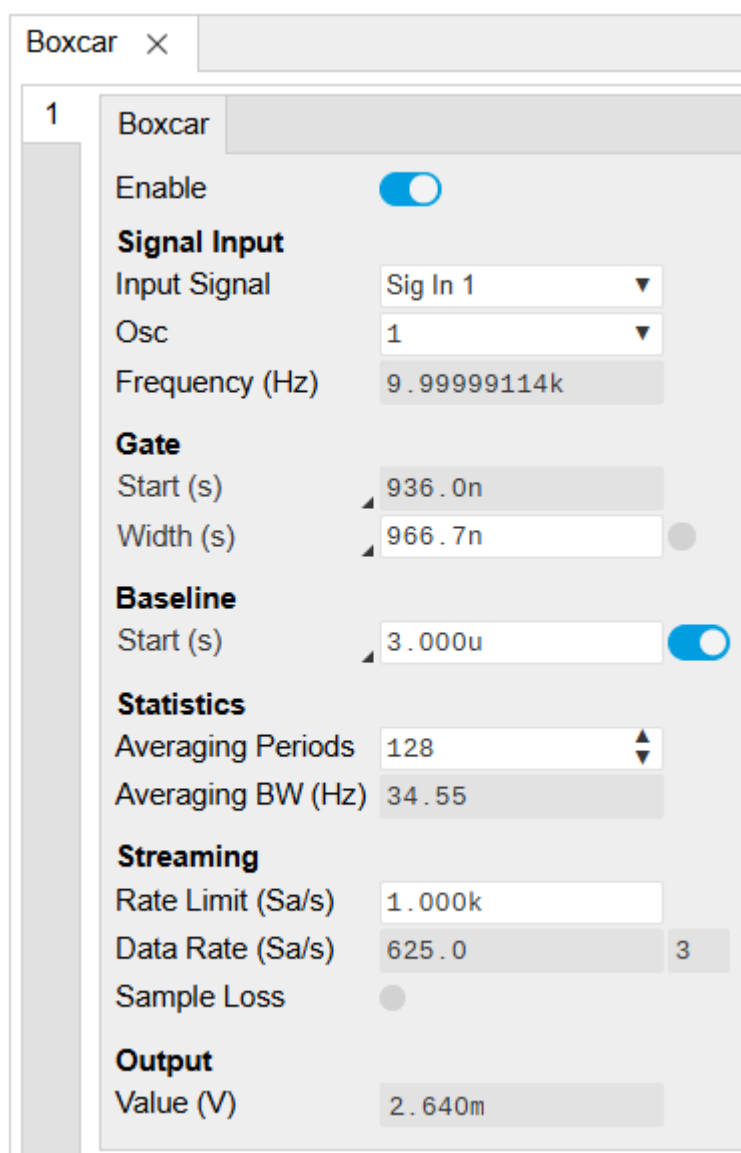 Boxcar
1
Boxcar
Enable
Signal Input
Input Signal Sig In 1
Osc 1
Frequency (Hz) 9.99999114k
Gate
Start (s) 936.0n
Width (s) 966.7n
Baseline
Start (s) 3.000u
Statistics
Averaging Periods 128
Averaging BW (Hz) 34.55
Streaming
Rate Limit (Sa/s) 1.000k
Data Rate (Sa/s) 625.0 3
Sample Loss
Output
Value (V) 2.640m